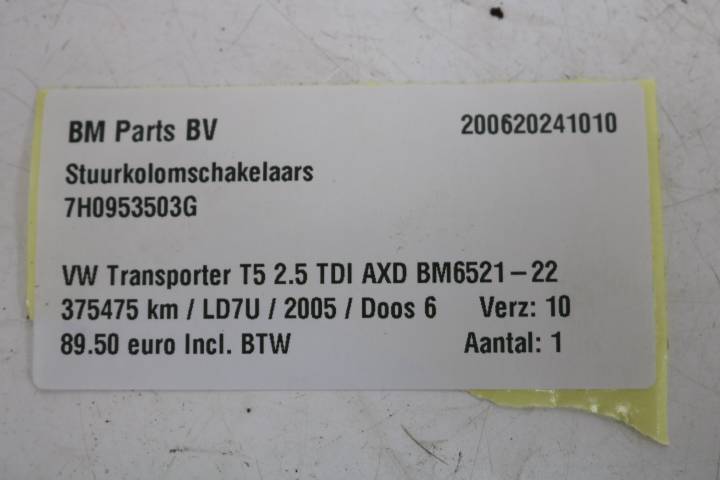 BM Parts BV 200620241010
Stuurkolomschakelaars
7H0953503G
VW Transporter T5 2.5 TDI AXD BM6521-22
375475 km / LD7U / 2005 / Doos 6 Verz: 10
89.50 euro Incl. BTW Aantal: 1